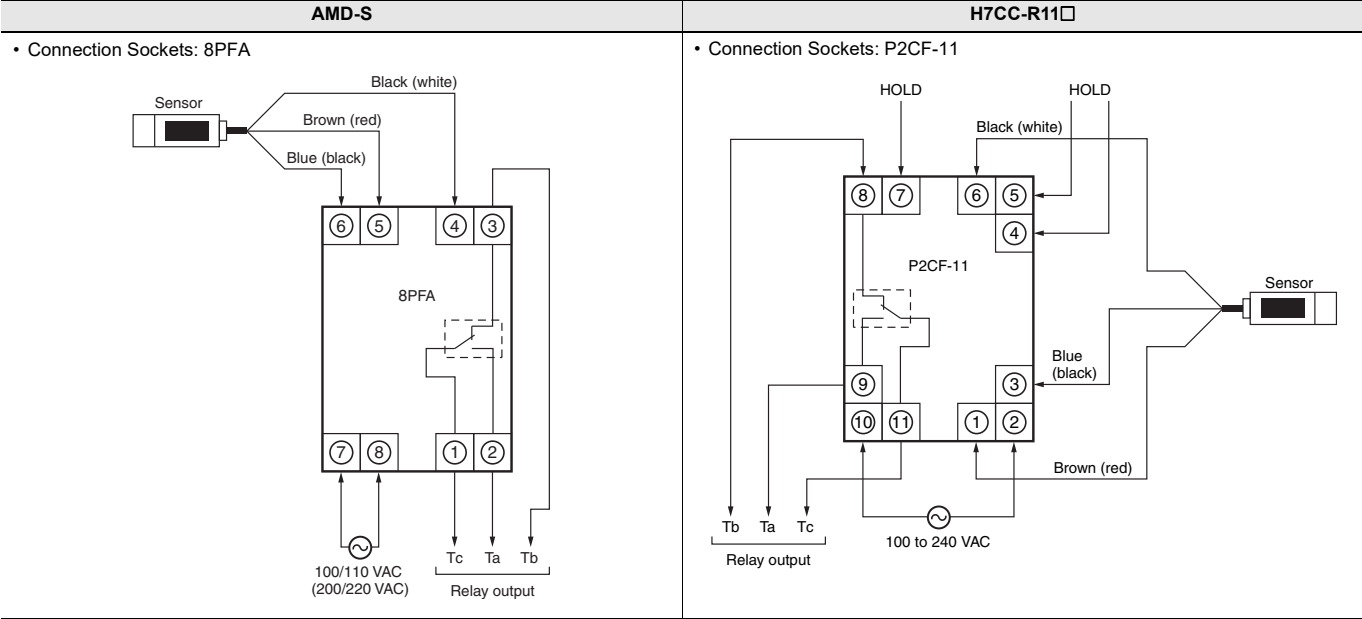 AMD-S
H7CC-R11□
• Connection Sockets: 8PFA
Black (white)
Sensor
Brown (red)
Blue (black)
6 5 4 3
8PFA
7 8 1 2
100/110 VAC
(200/220 VAC)
Tc Ta Tb
Relay output
• Connection Sockets: P2CF-11
HOLD HOLD
Black (white)
8 7 6 5
4
P2CF-11
Sensor
Blue
(black)
9 3
10 11 1 2
Brown (red)
Tb Ta Tc
100 to 240 VAC
Relay output